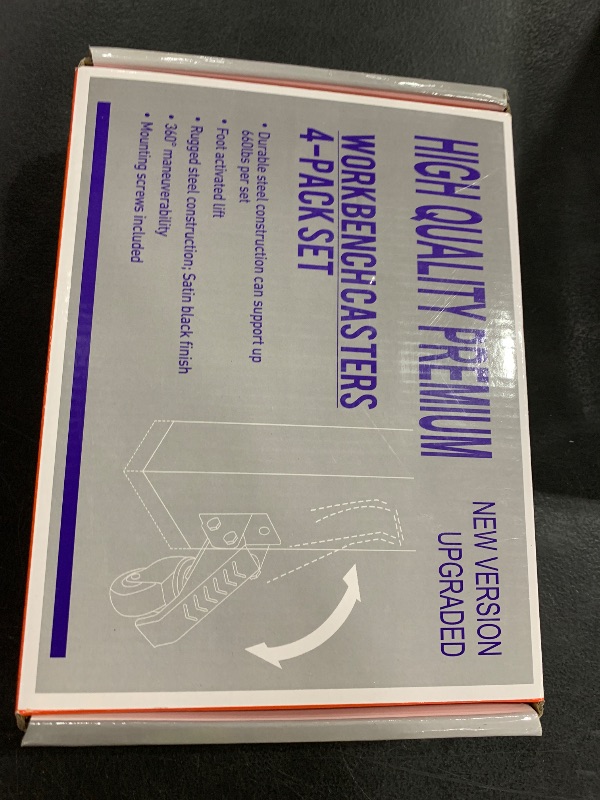 HIGH QUALITY PREMIUM
NEW VERSION
UPGRADED
WORKBENCH CASTERS
4-PACK SET
• Durable steel construction can support up
660lbs per set
• Foot activated lift
• Rugged steel construction; Satin black finish
• 360° maneuverability
• Mounting screws included